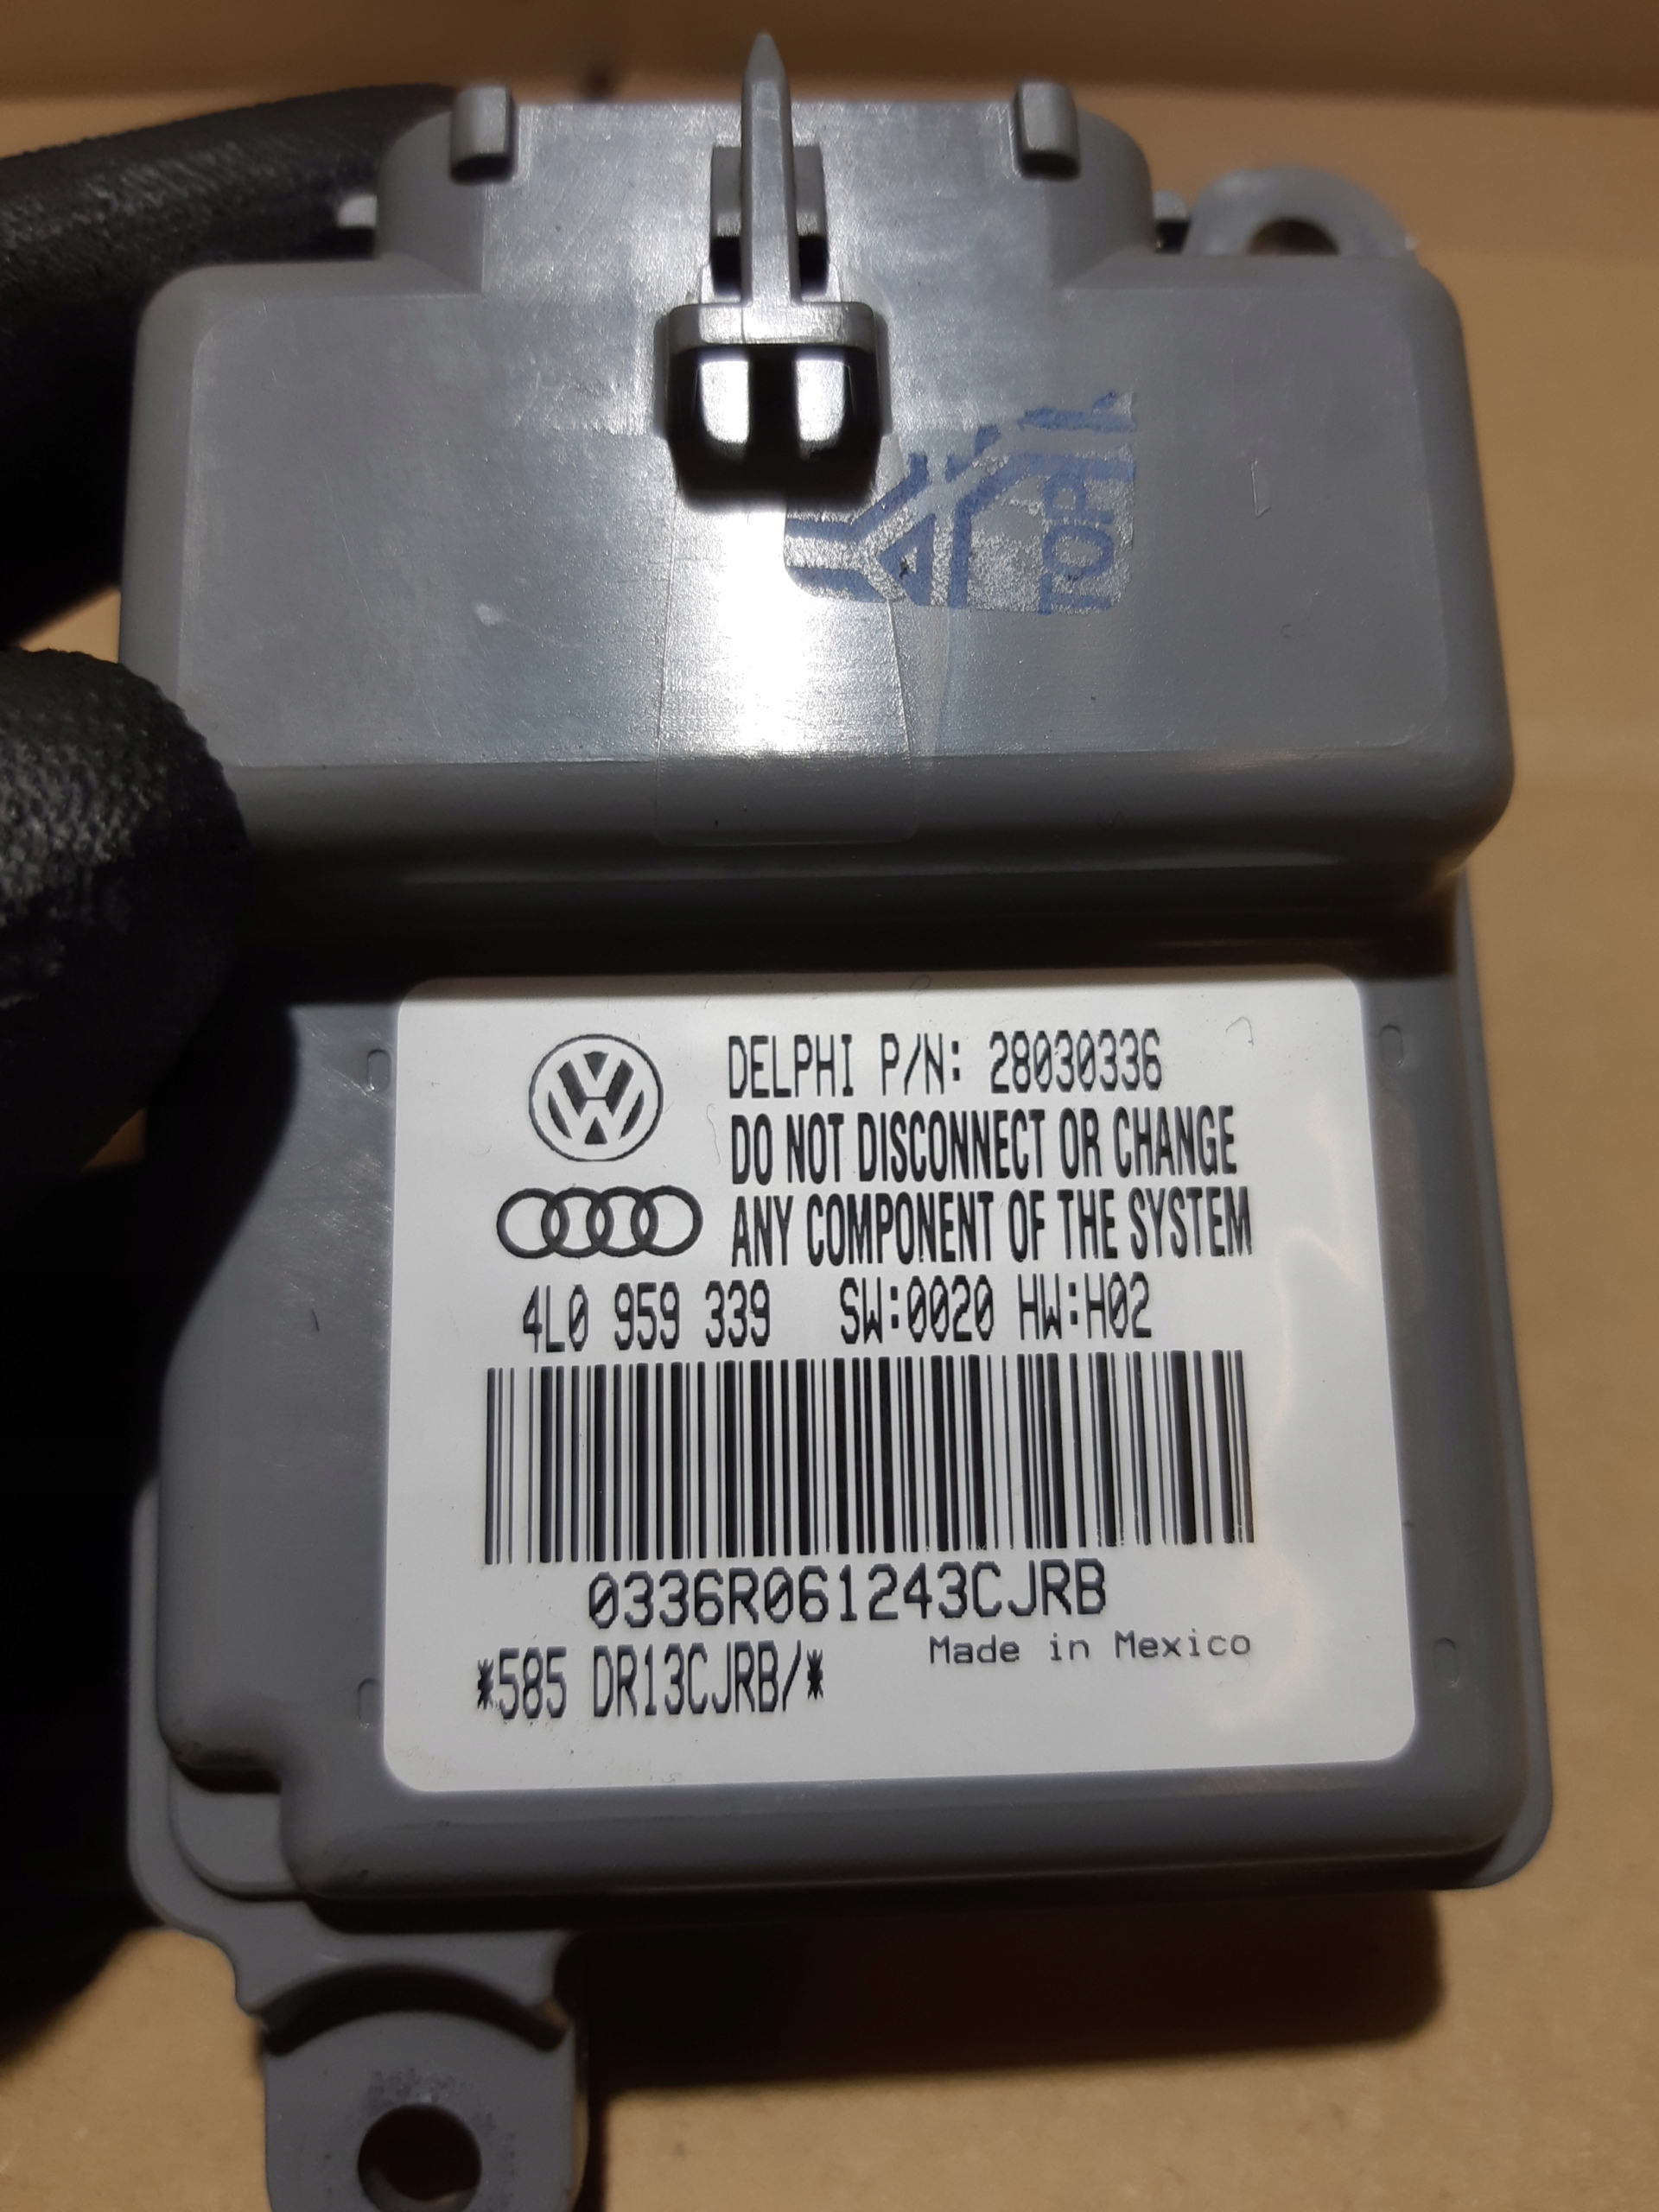 TOP
DELPHI P/N: 28030336
DO NOT DISCONNECT OR CHANGE
ANY COMPONENT OF THE SYSTEM
4L0 959 339 SW:0020 HW:H02
0336R061243CJRB
Made in Mexico
*585 DR13CJRB/*